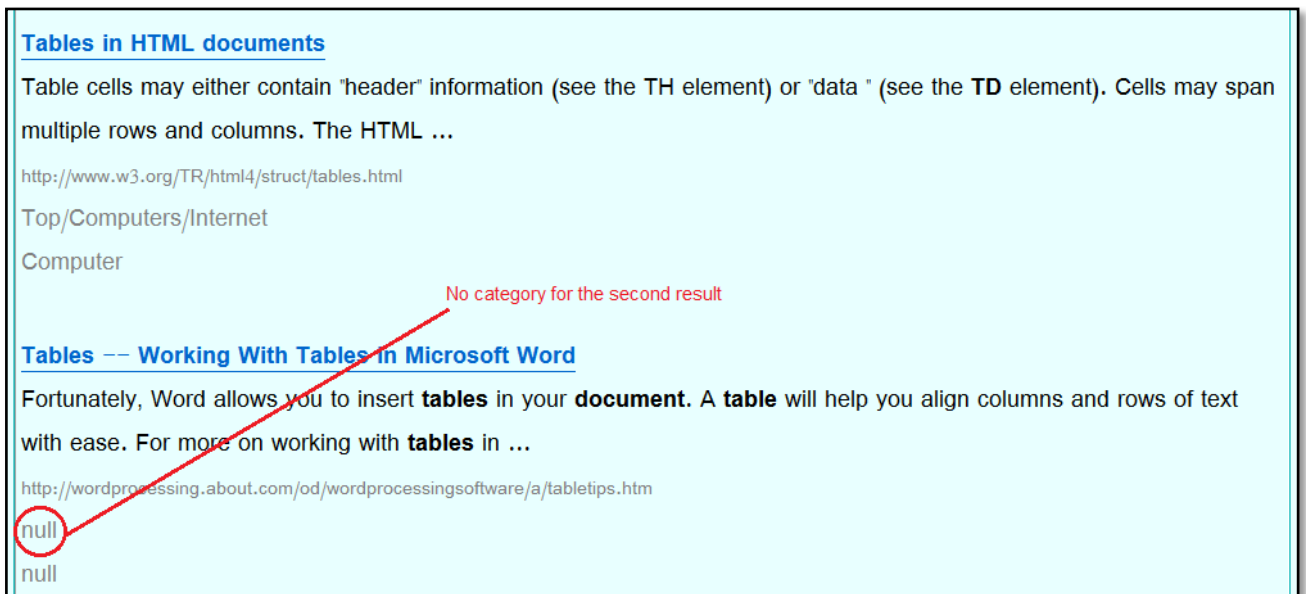 Tables in HTML documents
Table cells may either contain "header" information (see the TH element) or "data " (see the TD element). Cells may span
multiple rows and columns. The HTML ...
http://www.w3.org/TR/html4/struct/tables.html
Top/Computers/Internet
Computer
No category for the second result
Tables -- Working With Tables in Microsoft Word
Fortunately, Word allows you to insert tables in your document. A table will help you align columns and rows of text
with ease. For more on working with tables in ...
http://wordprocessing.about.com/od/wordprocessingsoftware/a/tabletips.htm
null
null